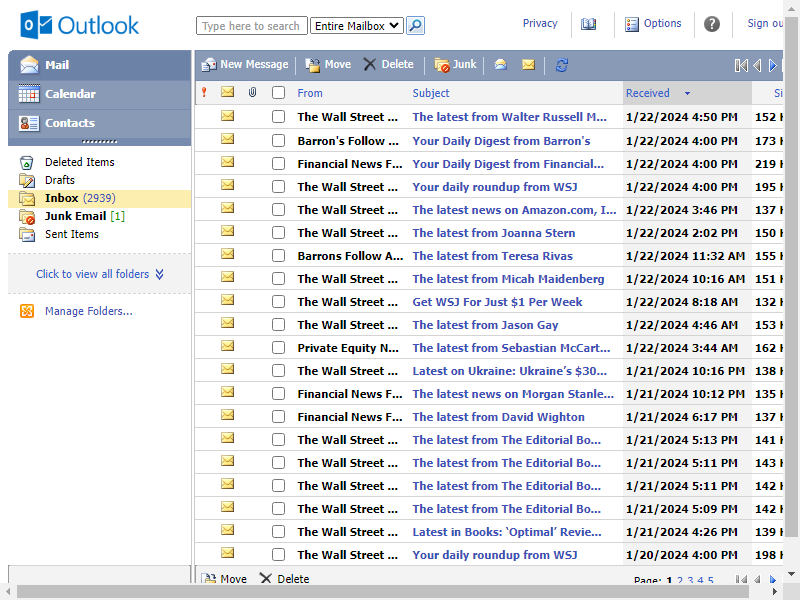 Outlook
Type here to search Entire Mailbox Privacy Options Sign ou
Mail
Calendar
Contacts
Deleted Items
Drafts
Inbox (2939)
Junk Email [1]
Sent Items
Click to view all folders
Manage Folders...
New Message Move Delete Junk
From Subject Received Si
The Wall Street ... The latest from Walter Russell M... 1/22/2024 4:50 PM 152 K
Barron's Follow ... Your Daily Digest from Barron's 1/22/2024 4:00 PM 173 K
Financial News F... Your Daily Digest from Financial... 1/22/2024 4:00 PM 219 K
The Wall Street ... Your daily roundup from WSJ 1/22/2024 4:00 PM 195 K
The Wall Street ... The latest news on Amazon.com, I... 1/22/2024 3:46 PM 137 K
The Wall Street ... The latest from Joanna Stern 1/22/2024 2:02 PM 150 K
Barrons Follow A... The latest from Teresa Rivas 1/22/2024 11:32 AM 155 K
The Wall Street ... The latest from Micah Maidenberg 1/22/2024 10:16 AM 151 K
The Wall Street ... Get WSJ For Just $1 Per Week 1/22/2024 8:18 AM 132 K
The Wall Street ... The latest from Jason Gay 1/22/2024 4:46 AM 153 K
Private Equity N... The latest from Sebastian McCart... 1/22/2024 3:44 AM 162 K
The Wall Street ... Latest on Ukraine: Ukraine’s $30... 1/21/2024 10:16 PM 138 K
Financial News F... The latest news on Morgan Stanle... 1/21/2024 10:12 PM 135 K
Financial News F... The latest from David Wighton 1/21/2024 6:17 PM 137 K
The Wall Street ... The latest from The Editorial Bo... 1/21/2024 5:13 PM 141 K
The Wall Street ... The latest from The Editorial Bo... 1/21/2024 5:11 PM 143 K
The Wall Street ... The latest from The Editorial Bo... 1/21/2024 5:11 PM 142 K
The Wall Street ... The latest from The Editorial Bo... 1/21/2024 5:09 PM 142 K
The Wall Street ... Latest in Books: ‘Optimal’ Revie... 1/21/2024 4:26 PM 139 K
The Wall Street ... Your daily roundup from WSJ 1/20/2024 4:00 PM 198 K
Move Delete Page: 1 2 3 4 5